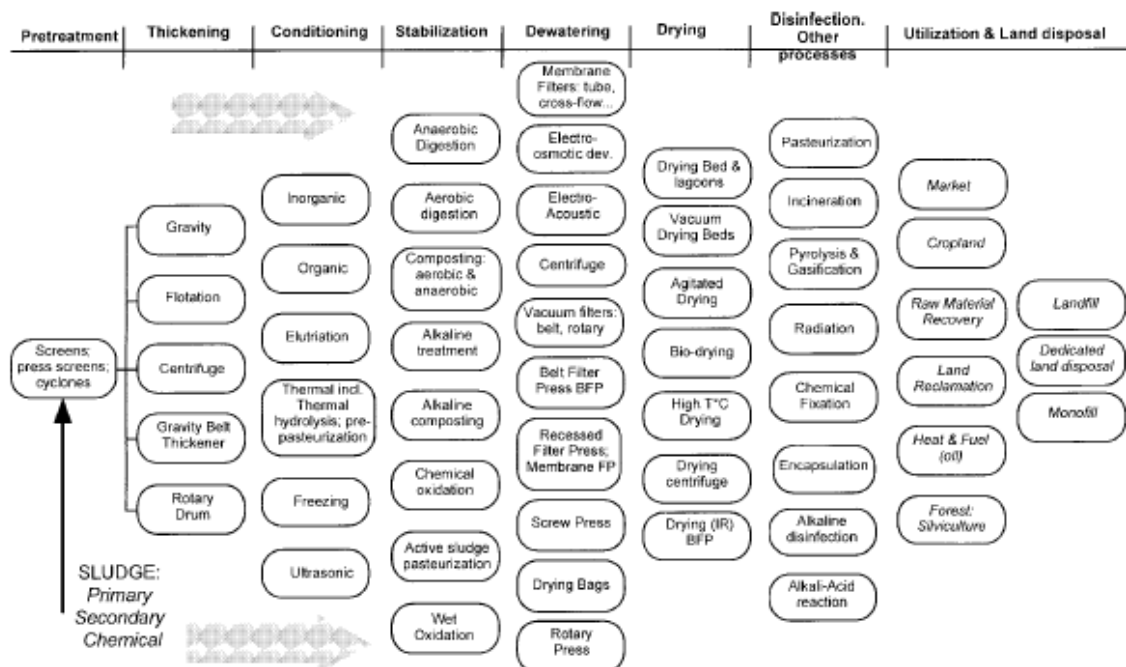 Pretreatment
Thickening
Conditioning
Stabilization
Dewatering
Drying
Disinfection.
Other
processes
Utilization & Land disposal
Screens;
press screens;
cyclones
SLUDGE:
Primary
Secondary
Chemical
Gravity
Flotation
Centrifuge
Gravity Belt
Thickener
Rotary
Drum
Inorganic
Organic
Elutriation
Thermal incl.
Thermal
hydrolysis; pre-
pasteurization
Freezing
Ultrasonic
Anaerobic
Digestion
Aerobic
digestion
Composting:
aerobic &
anaerobic
Alkaline
treatment
Alkaline
composting
Chemical
oxidation
Active sludge
pasteurization
Wet
Oxidation
Membrane
Filters: tube,
cross-flow...
Electro-
osmotic dev.
Electro-
Acoustic
Centrifuge
Vacuum filters:
belt, rotary
Belt Filter
Press BFP
Recessed
Filter Press;
Membrane FP
Screw Press
Drying Bags
Rotary
Press
Drying Bed &
lagoons
Vacuum
Drying Beds
Agitated
Drying
Bio-drying
High T°C
Drying
Drying
centrifuge
Drying (IR)
BFP
Pasteurization
Incineration
Pyrolysis &
Gasification
Radiation
Chemical
Fixation
Encapsulation
Alkaline
disinfection
Alkali-Acid
reaction
Market
Cropland
Raw Material
Recovery
Land
Reclamation
Heat & Fuel
(oil)
Forest:
Silviculture
Landfill
Dedicated
land disposal
Monofill